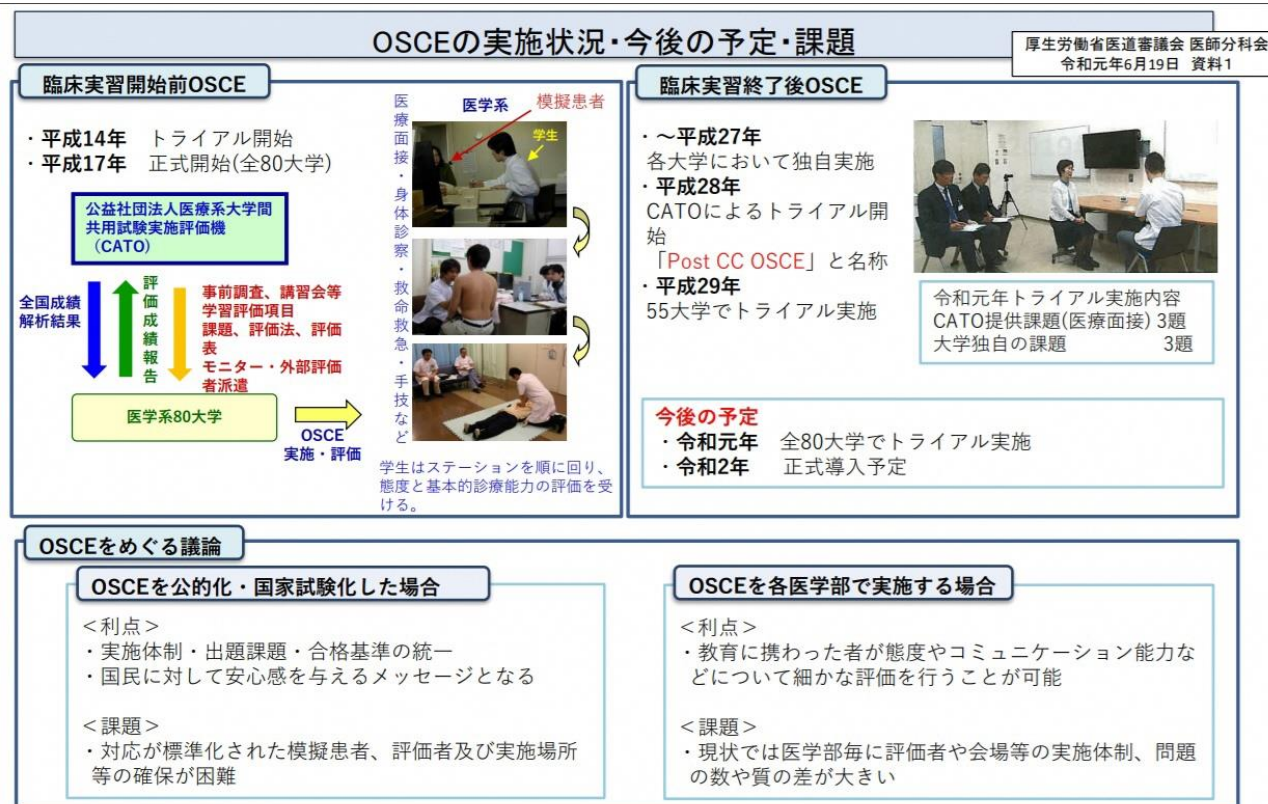 OSCEの実施状況・今後の予定・課題
厚生労働省医道審議会 医師分科会
令和元年6月19日 資料1
臨床実習開始前OSCE
・平成14年 トライアル開始
・平成17年 正式開始(全80大学)
公益社団法人医療系大学間
共用試験実施評価機
(CATO)
全国成績
解析結果
評価成績報告
事前調査、講習会等
学習評価項目
課題、評価法、評価
表
モニター・外部評価
者派遣
医学系80大学
OSCE
実施・評価
医療面接・身体診察・救命救急・手技など
医学系
模擬患者
学生
学生はステーションを順に回り、
態度と基本的診療能力の評価を受
ける。
臨床実習終了後OSCE
・～平成27年
各大学において独自実施
・平成28年
CATOによるトライアル開
始
「Post CC OSCE」と名称
・平成29年
55大学でトライアル実施
令和元年トライアル実施内容
CATO提供課題(医療面接) 3題
大学独自の課題 3題
今後の予定
・令和元年 全80大学でトライアル実施
・令和2年 正式導入予定
OSCEをめぐる議論
OSCEを公的化・国家試験化した場合
＜利点＞
・実施体制・出題課題・合格基準の統一
・国民に対して安心感を与えるメッセージとなる
＜課題＞
・対応が標準化された模擬患者、評価者及び実施場所
等の確保が困難
OSCEを各医学部で実施する場合
＜利点＞
・教育に携わった者が態度やコミュニケーション能力な
どについて細かな評価を行うことが可能
＜課題＞
・現状では医学部毎に評価者や会場等の実施体制、問題
の数や質の差が大きい